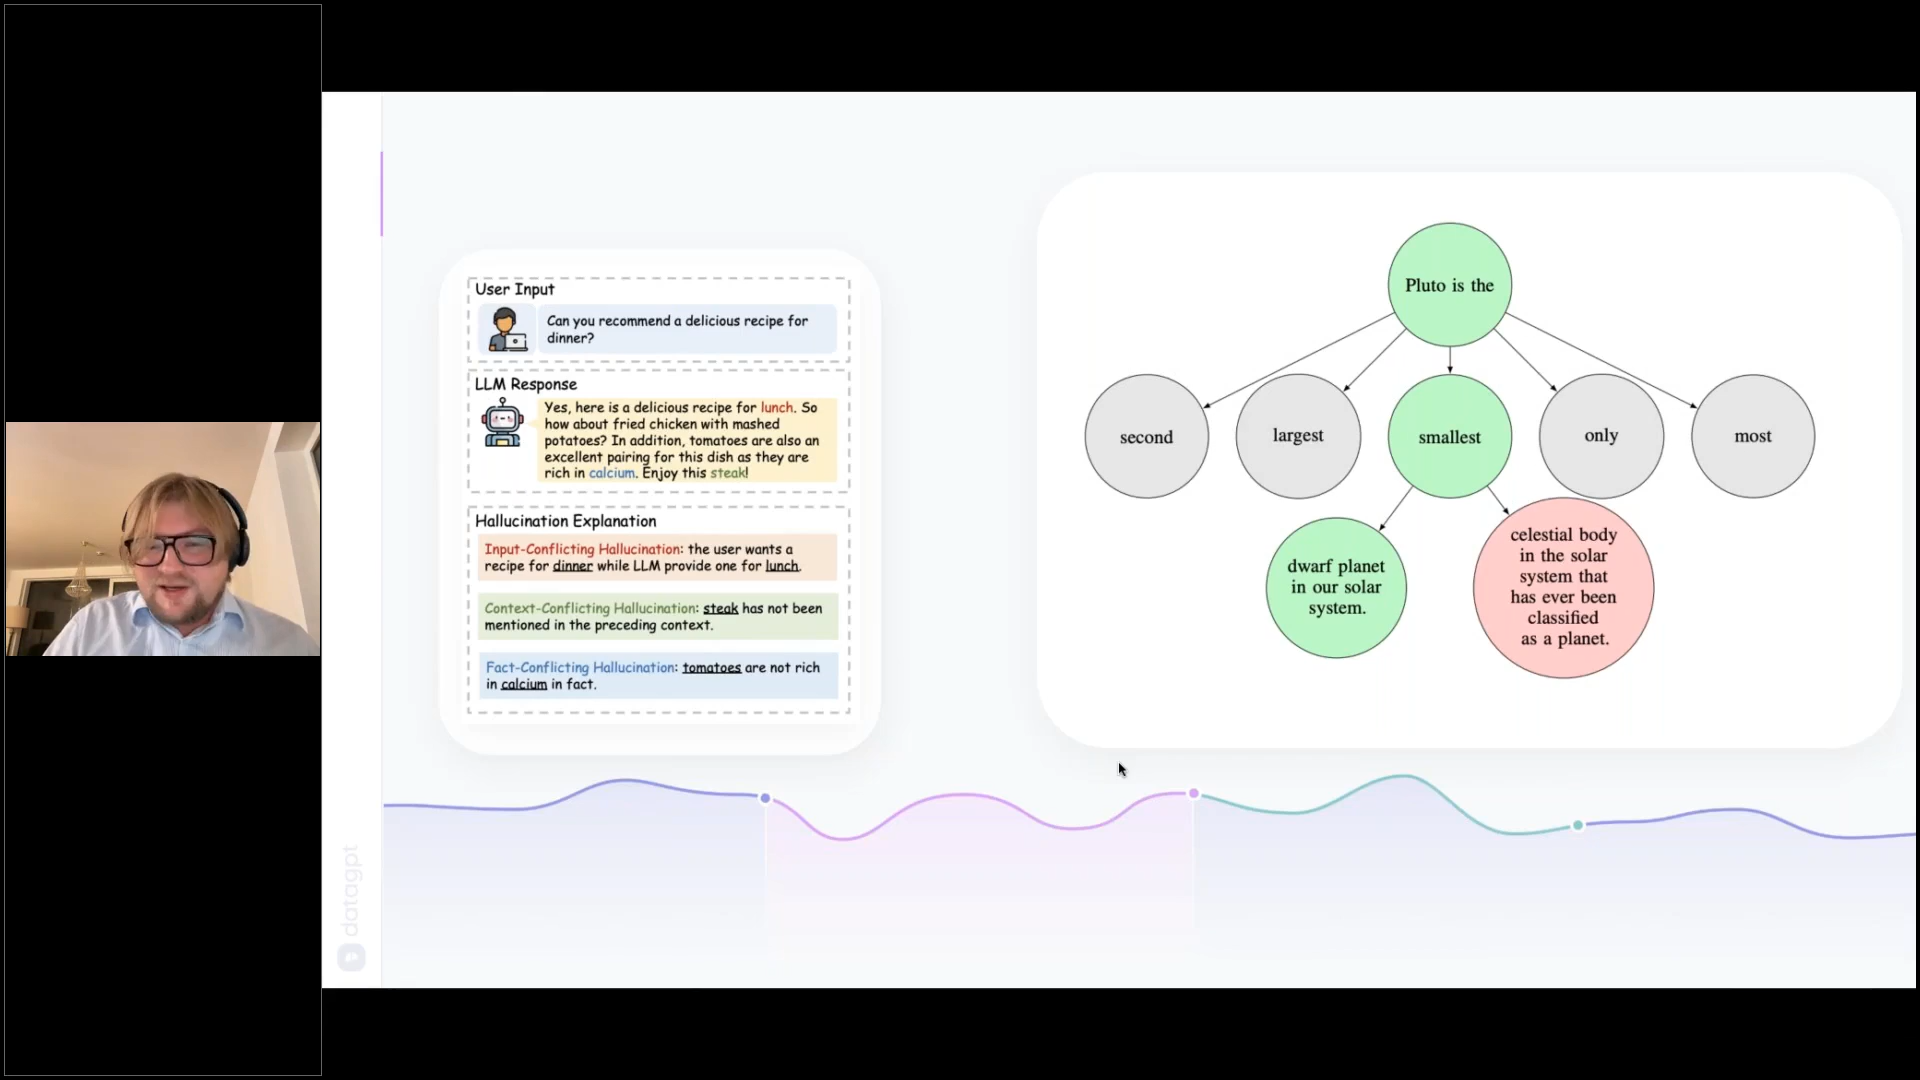 User Input
Can you recommend a delicious recipe for
dinner?
LLM Response
Yes, here is a delicious recipe for lunch. So
how about fried chicken with mashed
potatoes? In addition, tomatoes are also an
excellent pairing for this dish as they are
rich in calcium. Enjoy this steak!
Hallucination Explanation
Input-Conflicting Hallucination: the user wants a
recipe for dinner while LLM provide one for lunch.
Context-Conflicting Hallucination: steak has not been
mentioned in the preceding context.
Fact-Conflicting Hallucination: tomatoes are not rich
in calcium in fact.
Pluto is the
second
largest
smallest
only
most
dwarf planet
in our solar
system.
celestial body
in the solar
system that
has ever been
classified
as a planet.
datagpt